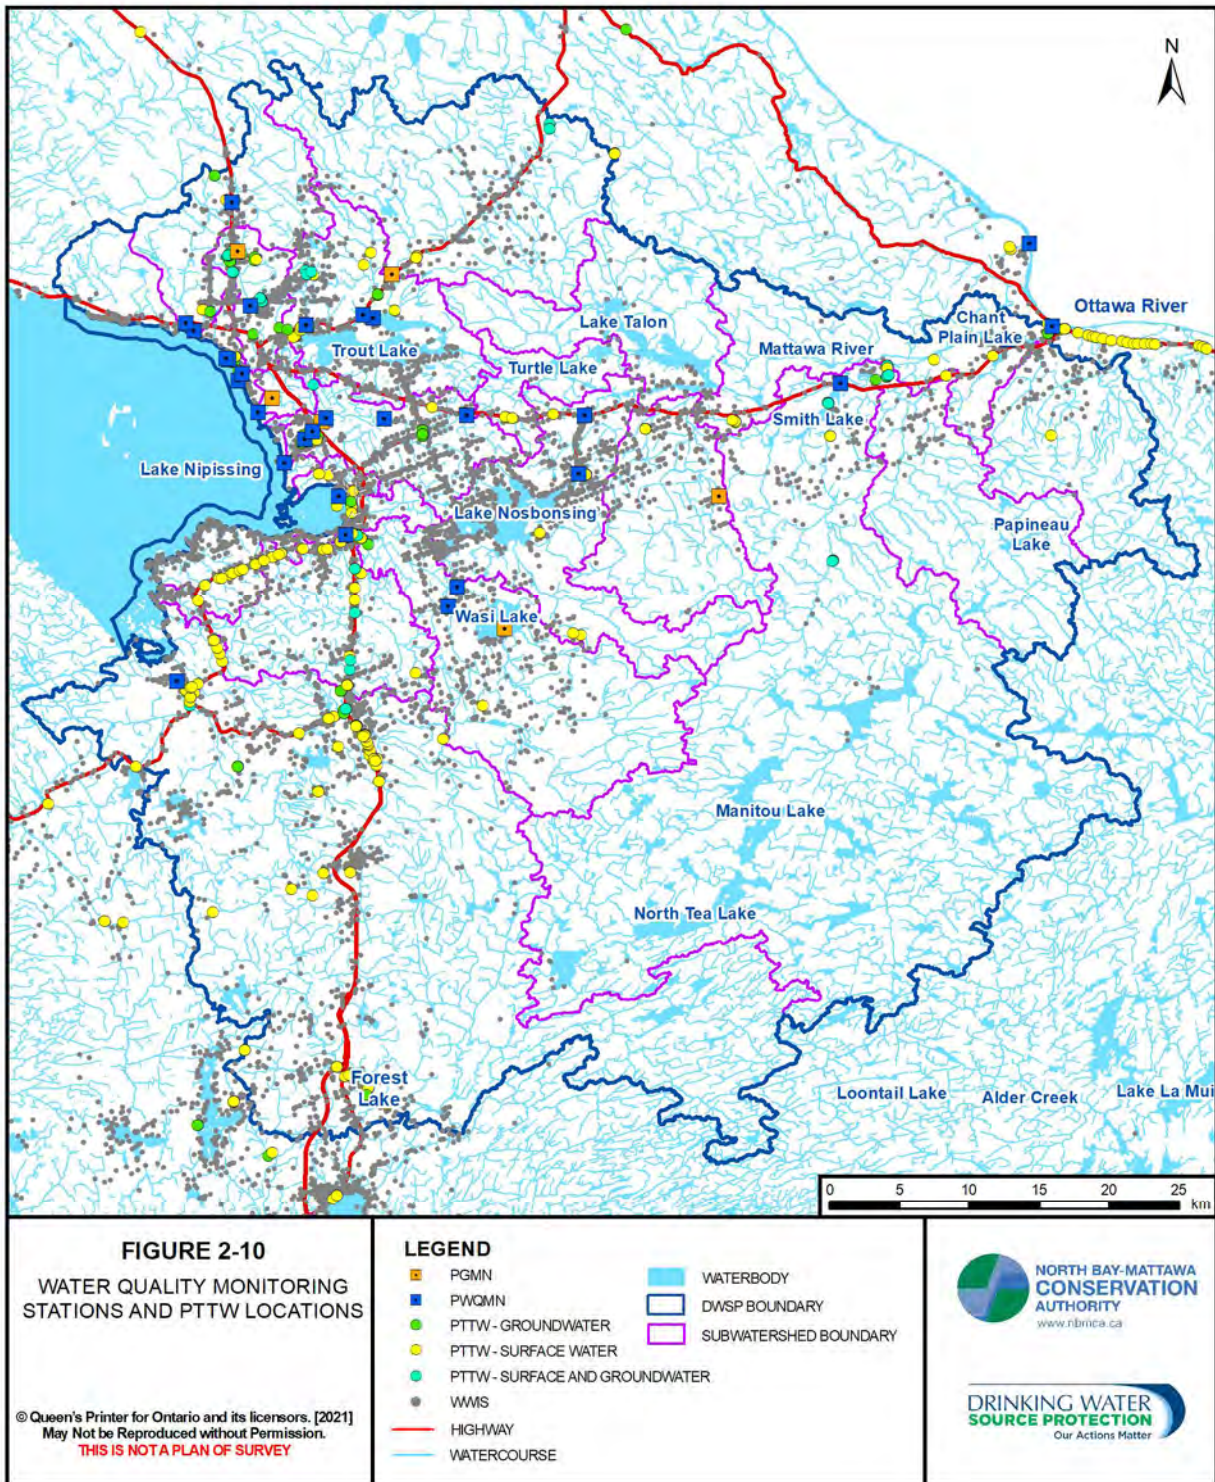 N
Ottawa River
Chant
Plain Lake
Lake Talon
Trout Lake
Mattawa River
Turtle Lake
Smith Lake
Lake Nipissing
Lake Nosbonsing
Papineau
Lake
Wasi Lake
Manitou Lake
North Tea Lake
Forest
Lake
Loontail Lake
Alder Creek
Lake La Mui
0 5 10 15 20 25
km
FIGURE 2-10
WATER QUALITY MONITORING
STATIONS AND PTTW LOCATIONS
© Queen's Printer for Ontario and its licensors. [2021]
May Not be Reproduced without Permission.
THIS IS NOT A PLAN OF SURVEY
LEGEND
PGMN
PWQMN
PTTW - GROUNDWATER
PTTW - SURFACE WATER
PTTW - SURFACE AND GROUNDWATER
WWIS
HIGHWAY
WATERCOURSE
WATERBODY
DWSP BOUNDARY
SUBWATERSHED BOUNDARY
NORTH BAY-MATTAWA
CONSERVATION
AUTHORITY
www.nbmca.ca
DRINKING WATER
SOURCE PROTECTION
Our Actions Matter